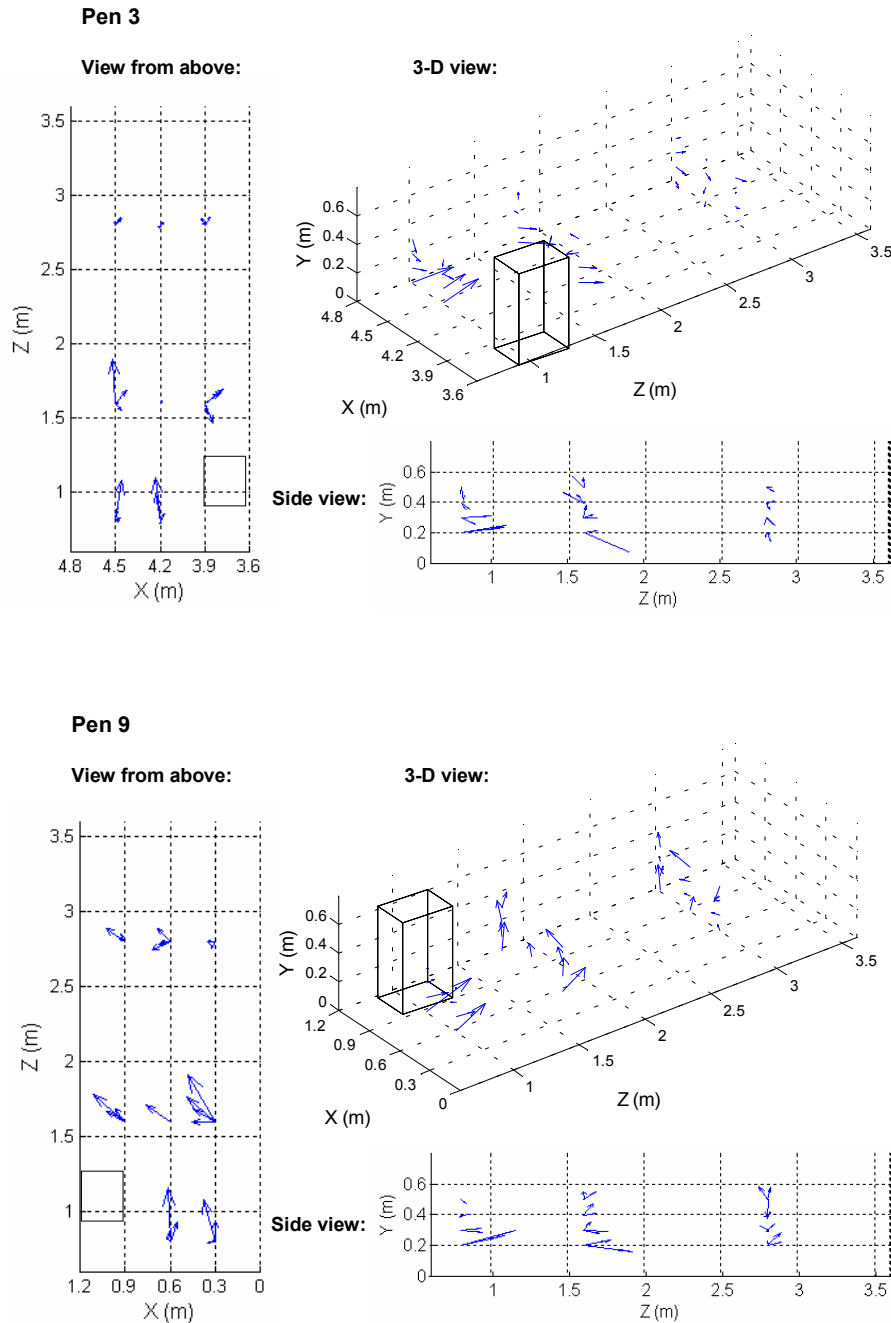 Pen 3
View from above:
3-D view:
3.5
3
2.5
2
1.5
1
Z (m)
4.8 4.5 4.2 3.9 3.6
X (m)
0.6
0.4
0.2
0
Y (m)
4.8
4.5
4.2
3.9
3.6
X (m)
1
1.5
2
2.5
3
3.5
Z (m)
Side view:
0.6
0.4
0.2
0
Y (m)
1 1.5 2 2.5 3 3.5
Z (m)
Pen 9
View from above:
3-D view:
3.5
3
2.5
2
1.5
1
Z (m)
1.2 0.9 0.6 0.3 0
X (m)
0.6
0.4
0.2
0
Y (m)
1.2
0.9
0.6
0.3
0
X (m)
1
1.5
2
2.5
3
3.5
Z (m)
Side view:
0.6
0.4
0.2
0
Y (m)
1 1.5 2 2.5 3 3.5
Z (m)